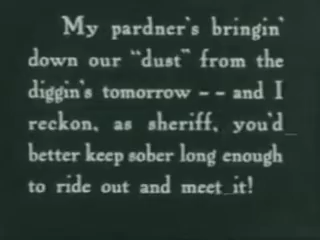 My pardner's bringin'
down our "dust" from the
diggin's tomorrow -- and I
reckon, as sheriff, you'd
better keep sober long enough
to ride out and meet it!